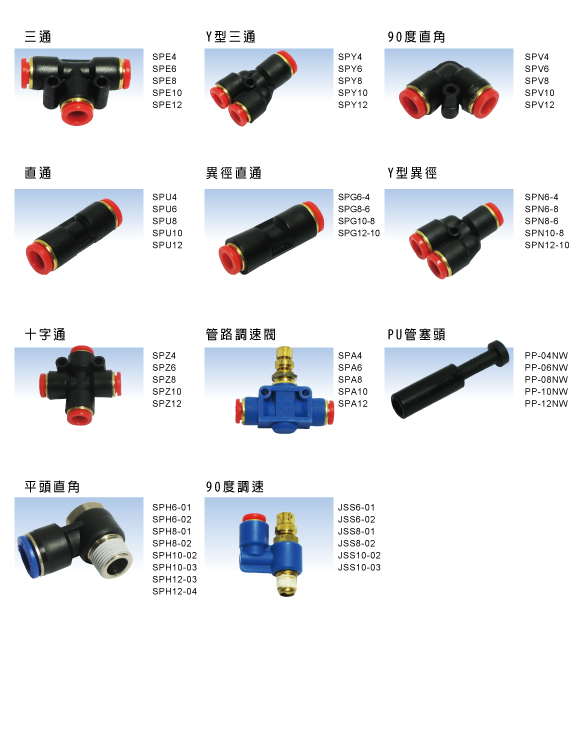 三通
SPE4
SPE6
SPE8
SPE10
SPE12
Y型三通
SPY4
SPY6
SPY8
SPY10
SPY12
90度直角
SPV4
SPV6
SPV8
SPV10
SPV12
直通
SPU4
SPU6
SPU8
SPU10
SPU12
異徑直通
SPG6-4
SPG8-6
SPG10-8
SPG12-10
Y型異徑
SPN6-4
SPN6-8
SPN8-6
SPN10-8
SPN12-10
十字通
SPZ4
SPZ6
SPZ8
SPZ10
SPZ12
管路調速閥
SPA4
SPA6
SPA8
SPA10
SPA12
PU管塞頭
PP-04NW
PP-06NW
PP-08NW
PP-10NW
PP-12NW
平頭直角
SPH6-01
SPH6-02
SPH8-01
SPH8-02
SPH10-02
SPH10-03
SPH12-03
SPH12-04
90度調速
JSS6-01
JSS6-02
JSS8-01
JSS8-02
JSS10-02
JSS10-03